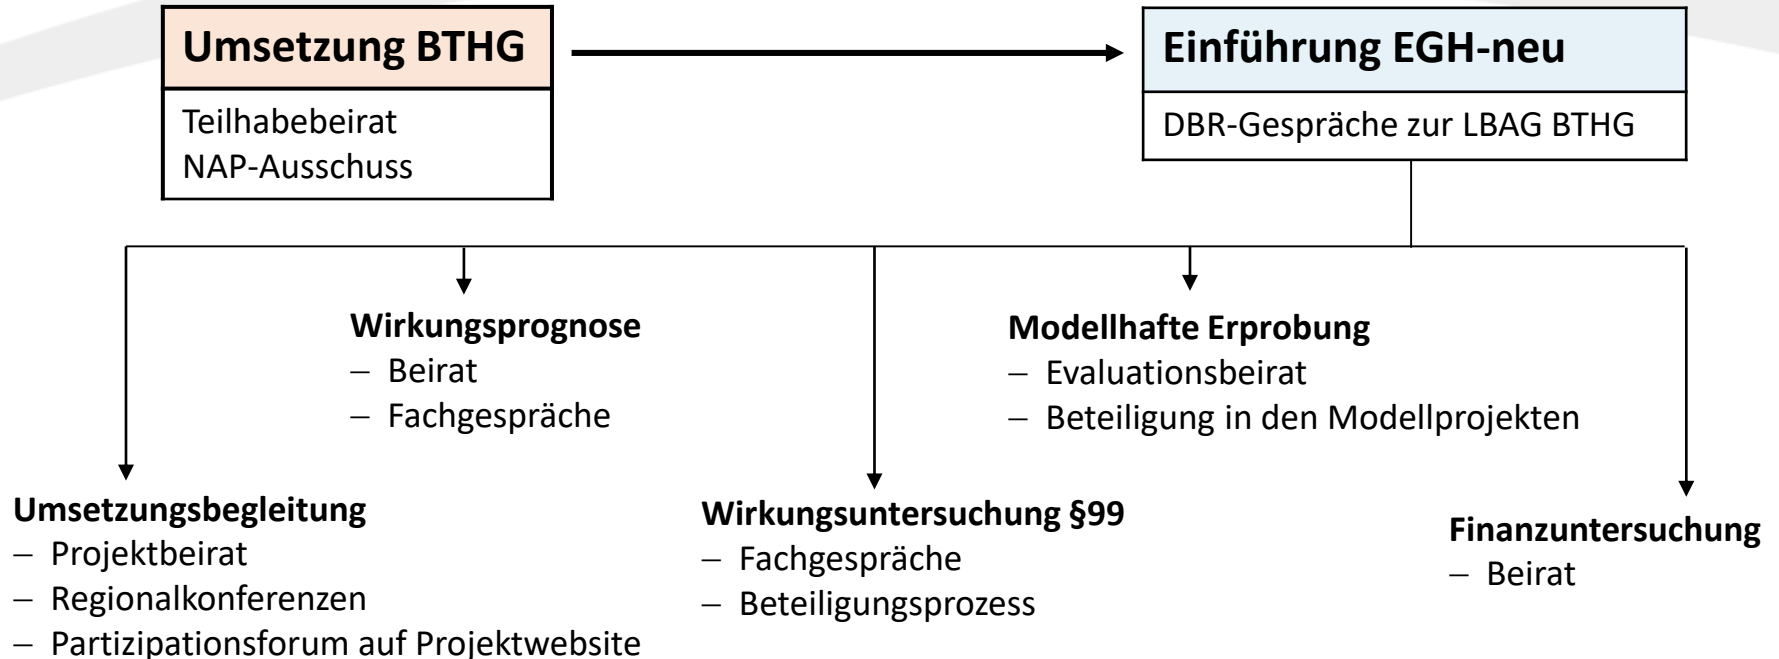 Umsetzung BTHG
Teilhabebeirat
NAP-Ausschuss
Einführung EGH-neu
DBR-Gespräche zur LBAG BTHG
Wirkungsprognose
– Beirat
– Fachgespräche
Modellhafte Erprobung
– Evaluationsbeirat
– Beteiligung in den Modellprojekten
Umsetzungsbegleitung
– Projektbeirat
– Regionalkonferenzen
– Partizipationsforum auf Projektwebsite
Wirkungsuntersuchung §99
– Fachgespräche
– Beteiligungsprozess
Finanzuntersuchung
– Beirat